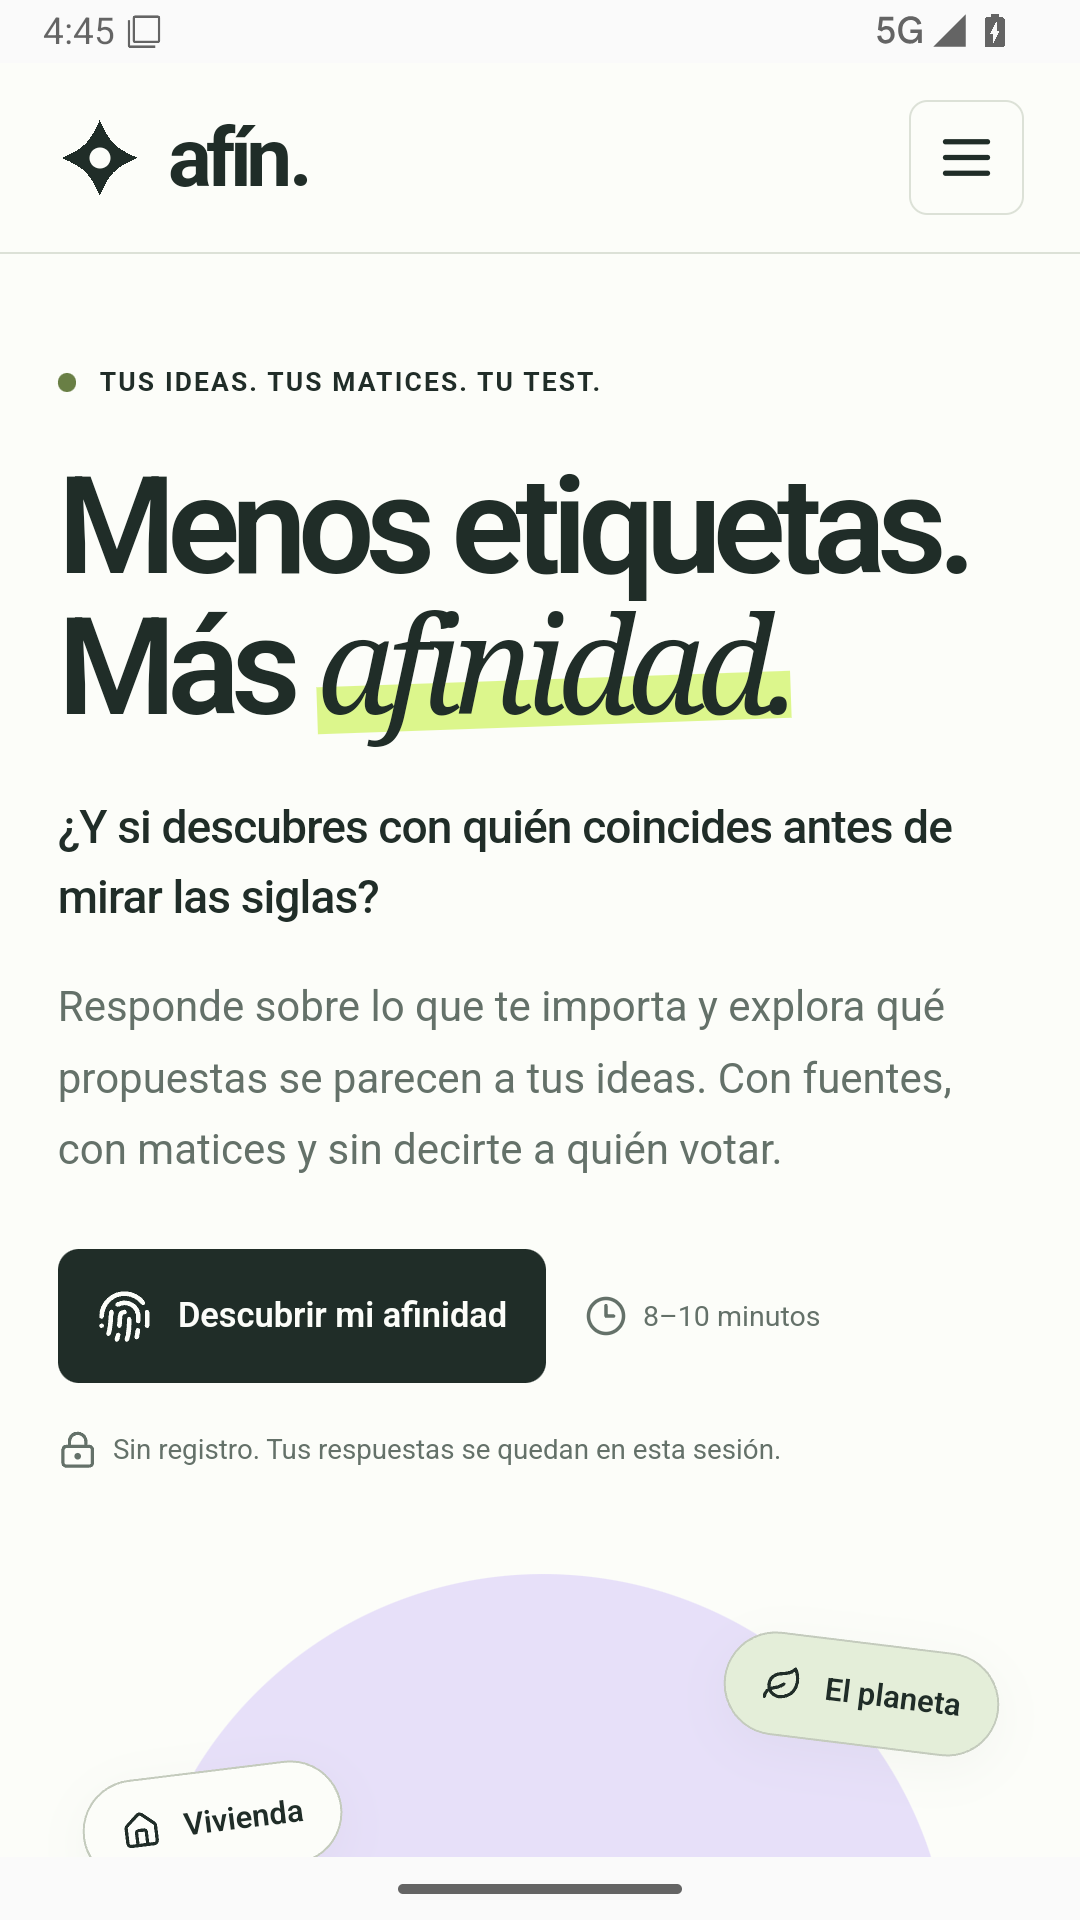 4:45
5G
afín.
TUS IDEAS. TUS MATICES. TU TEST.
Menos etiquetas.
Más afinidad.
¿Y si descubres con quién coincides antes de
mirar las siglas?
Responde sobre lo que te importa y explora qué
propuestas se parecen a tus ideas. Con fuentes,
con matices y sin decirte a quién votar.
Descubrir mi afinidad
8–10 minutos
Sin registro. Tus respuestas se quedan en esta sesión.
El planeta
Vivienda